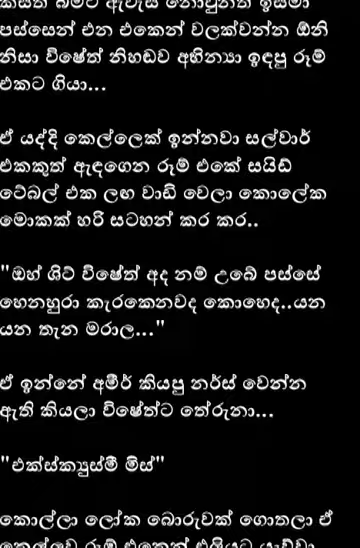 පස්සෙන් එන එකෙන් වලක්වන්න ඕනි
නිසා විෂේත් නිහඬව අභින්‍යා ඉඳපු රූම්
එකට ගියා...
ඒ යද්දි කෙල්ලෙක් ඉන්නවා සල්වාර්
එකකුත් ඇඳගෙන රූම් එකේ සයිඩ්
ටේබල් එක ලඟ වාඩි වෙලා කොලේක
මොකක් හරි සටහන් කර කර..
"ඔහ් ශිට් විෂේත් අද නම් උබේ පස්සේ
හෙනහුරා කැරකෙනවද කොහෙද..යන
යන තැන මරාල..."
ඒ ඉන්නේ අමීර් කියපු නර්ස් වෙන්න
ඇති කියලා විෂේත්ට තේරුනා...
"එක්ස්ක්‍යුස්මී මිස්"
කොල්ලා ලෝක බොරුවක් ගොතලා ඒ